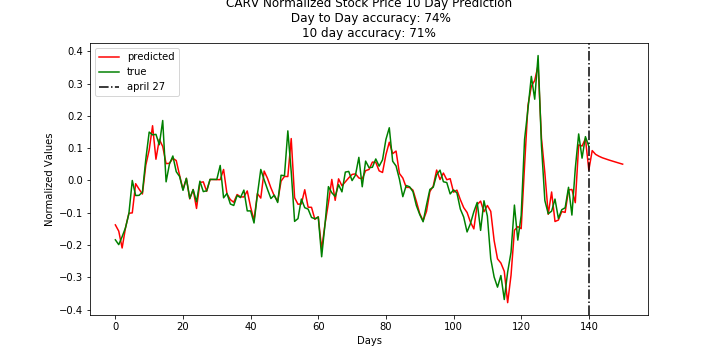 CARV Normalized Stock Price 10 Day Prediction
Day to Day accuracy: 74%
10 day accuracy: 71%
predicted
true
april 27
Normalized Values
0.4
0.3
0.2
0.1
0.0
−0.1
−0.2
−0.3
−0.4
0 20 40 60 80 100 120 140
Days